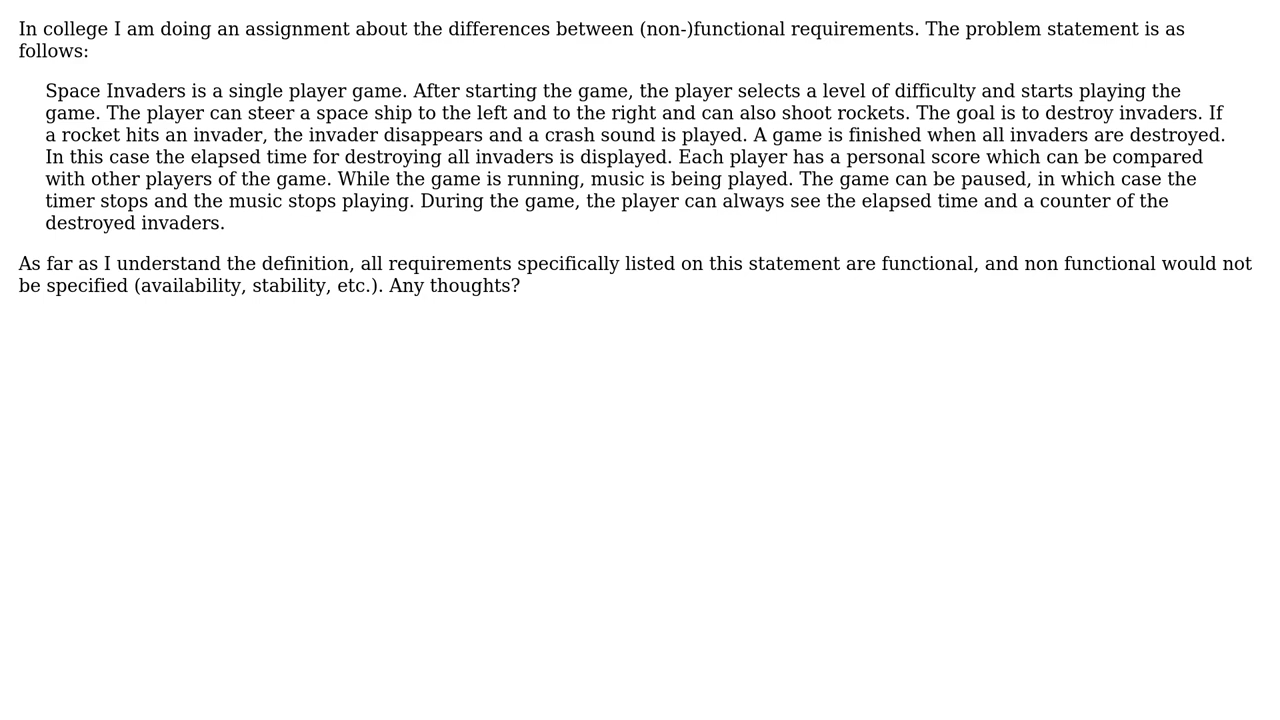 In college I am doing an assignment about the differences between (non-)functional requirements. The problem statement is as
follows:
Space Invaders is a single player game. After starting the game, the player selects a level of difficulty and starts playing the
game. The player can steer a space ship to the left and to the right and can also shoot rockets. The goal is to destroy invaders. If
a rocket hits an invader, the invader disappears and a crash sound is played. A game is finished when all invaders are destroyed.
In this case the elapsed time for destroying all invaders is displayed. Each player has a personal score which can be compared
with other players of the game. While the game is running, music is being played. The game can be paused, in which case the
timer stops and the music stops playing. During the game, the player can always see the elapsed time and a counter of the
destroyed invaders.
As far as I understand the definition, all requirements specifically listed on this statement are functional, and non functional would not
be specified (availability, stability, etc.). Any thoughts?